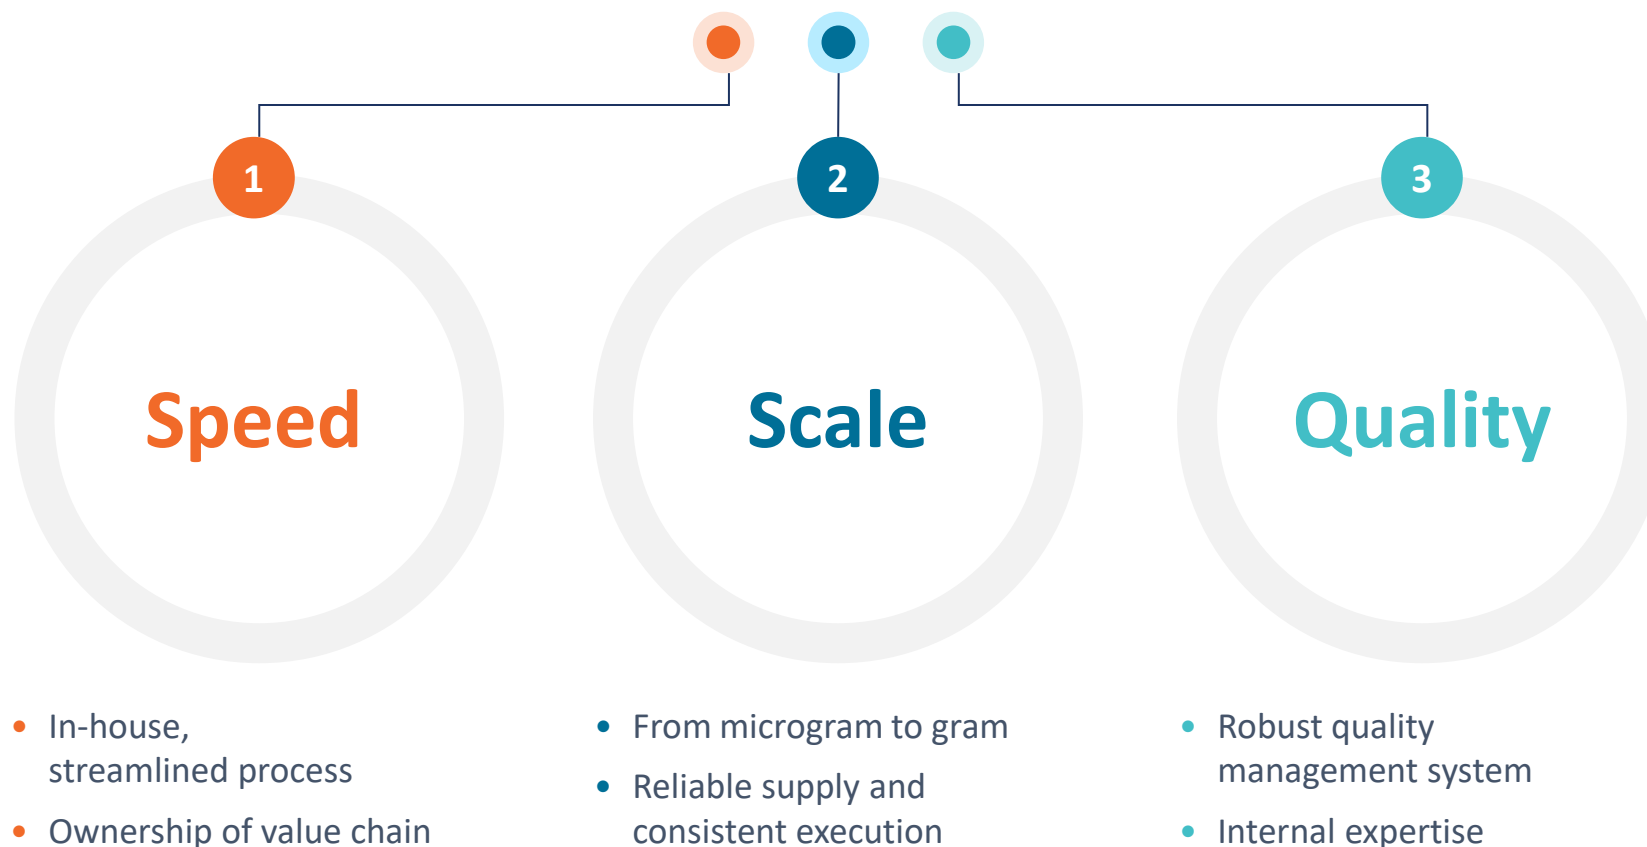 1
2
3
Speed
Scale
Quality
• In-house,
streamlined process
• Ownership of value chain
• From microgram to gram
• Reliable supply and
consistent execution
• Robust quality
management system
• Internal expertise